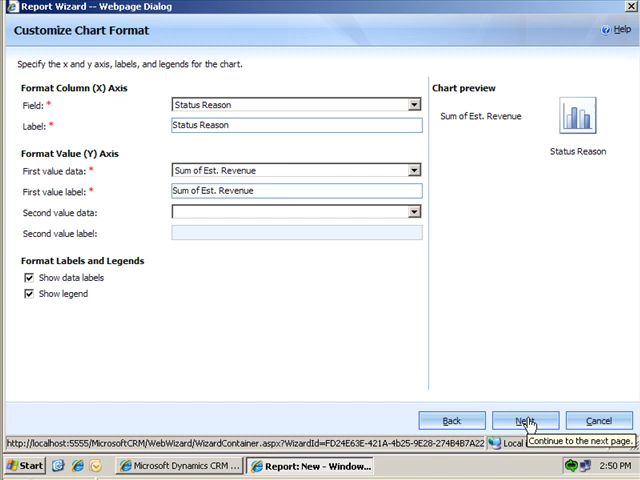 Report Wizard -- Webpage Dialog
Customize Chart Format
Help
Specify the x and y axis, labels, and legends for the chart.
Format Column (X) Axis
Field: * Status Reason
Label: * Status Reason
Format Value (Y) Axis
First value data: * Sum of Est. Revenue
First value label: * Sum of Est. Revenue
Second value data:
Second value label:
Format Labels and Legends
Show data labels
Show legend
Chart preview
Sum of Est. Revenue
Status Reason
Back Next Cancel
http://localhost:5555/MicrosoftCRM/WebWizard/WizardContainer.aspx?WizardId=FD24E63E-421A-4b25-9E28-274B4B7A22 Local
Continue to the next page.
Start Microsoft Dynamics CRM ... Report: New - Window... 2:50 PM